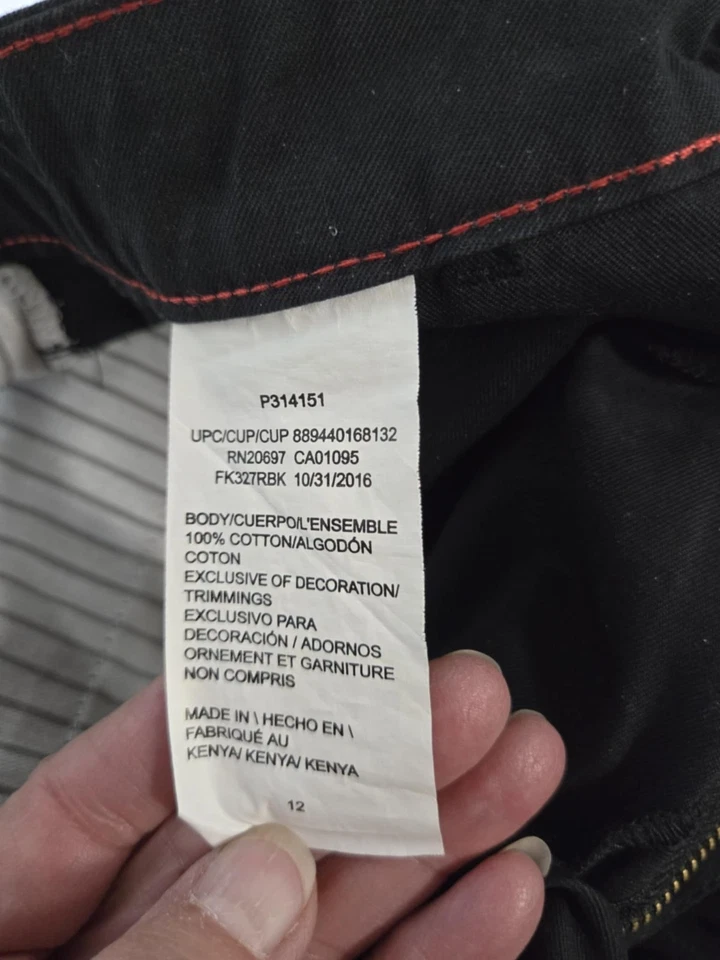 P314151
UPC/CUP/CUP 889440168132
RN20697 CA01095
FK327RBK 10/31/2016
BODY/CUERPO/L'ENSEMBLE
100% COTTON/ALGODÓN
COTON
EXCLUSIVE OF DECORATION/
TRIMMINGS
EXCLUSIVO PARA
DECORACIÓN / ADORNOS
ORNEMENT ET GARNITURE
NON COMPRIS
MADE IN \ HECHO EN \
FABRIQUÉ AU
KENYA/ KENYA/ KENYA
12